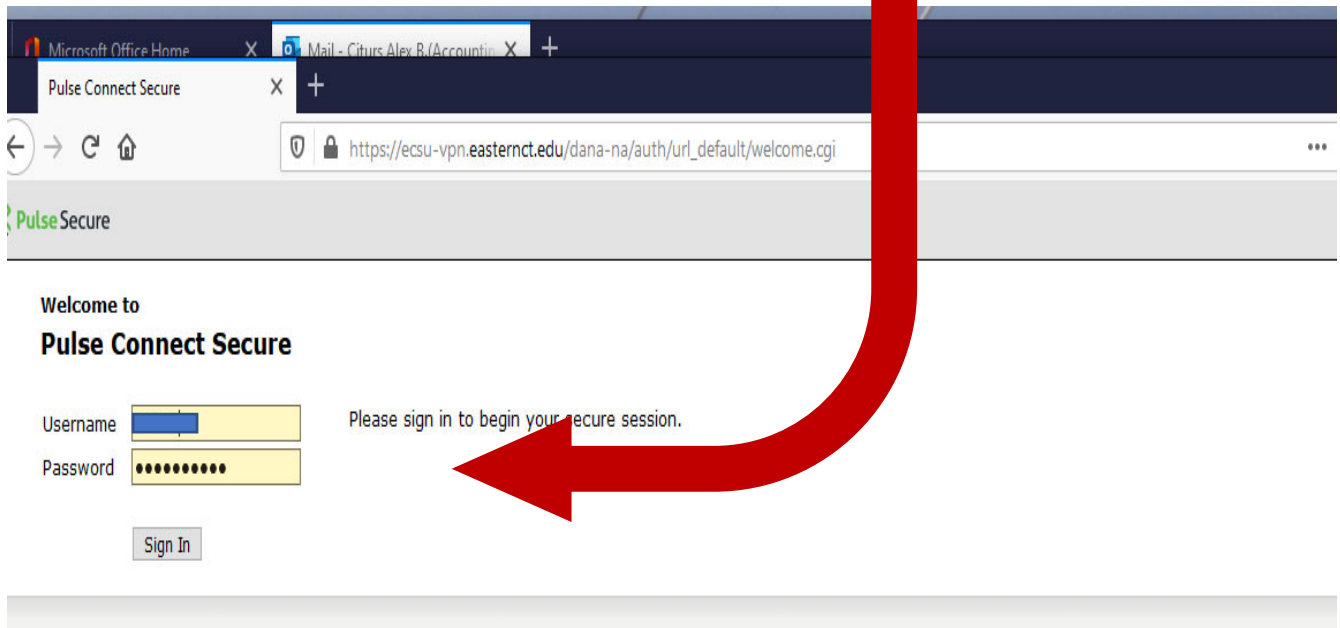 Microsoft Office Home X Mail - Citurs Alex B.(Accountin X +
Pulse Connect Secure X +
https://ecsu-vpn.easternct.edu/dana-na/auth/url_default/welcome.cgi ...
Pulse Secure
Welcome to
Pulse Connect Secure
Username
Please sign in to begin your secure session.
Password ••••••••••
Sign In